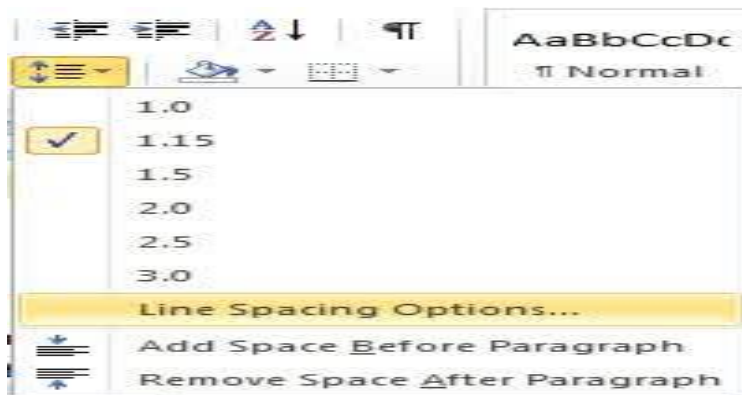 AaBbCcDc
¶ Normal
1.0
1.15
1.5
2.0
2.5
3.0
Line Spacing Options...
Add Space Before Paragraph
Remove Space After Paragraph